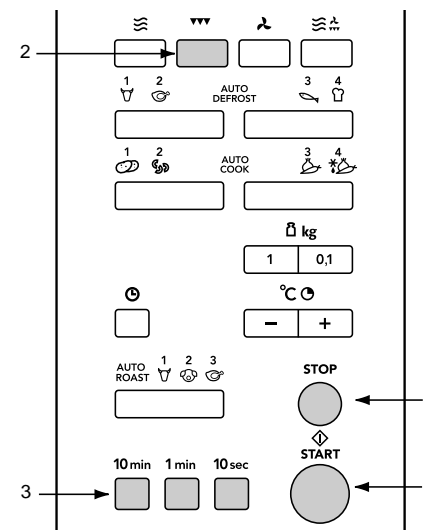 2
1 2 AUTO 3 4
DEFROST
1 2 AUTO 3 4
COOK
kg
1 0,1
°C
− +
AUTO 1 2 3
ROAST
STOP
START
10 min 1 min 10 sec
3